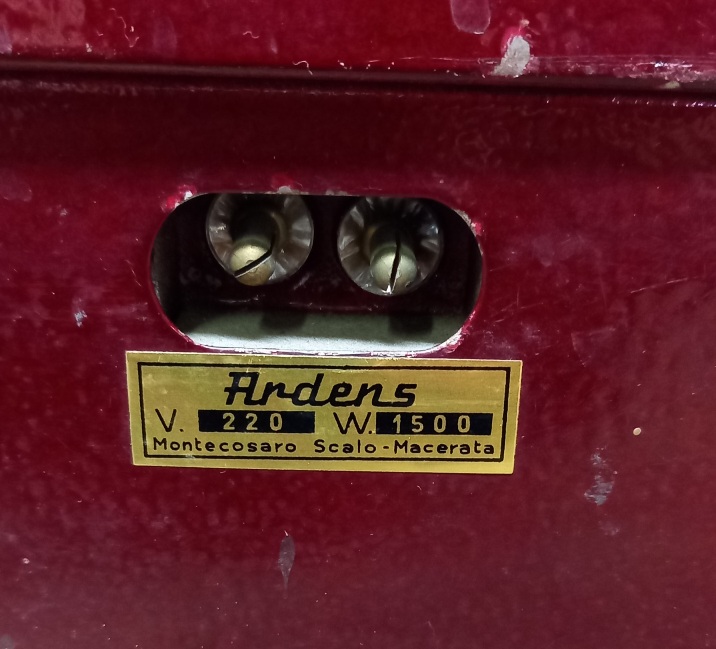 Ardens
V. 220 W. 1500
Montecosaro Scalo-Macerata